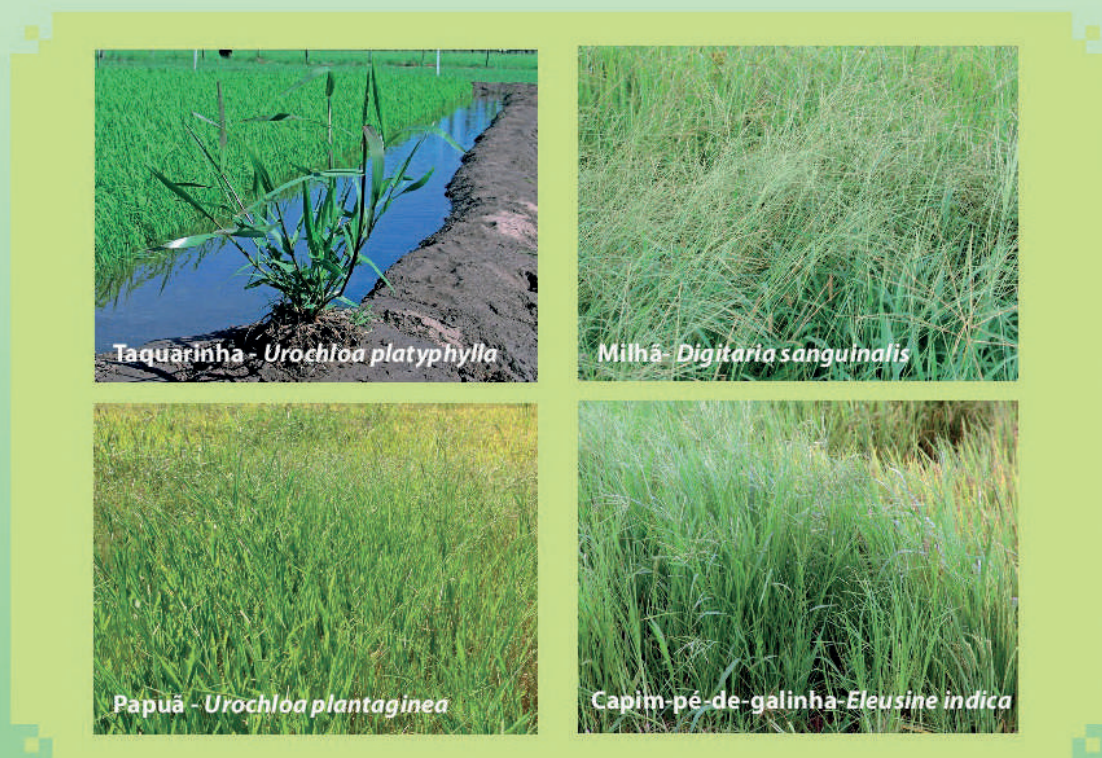 Taquarinha - Urochloa platyphylla
Milhã- Digitaria sanguinalis
Papuã - Urochloa plantaginea
Capim-pé-de-galinha-Eleusine indica